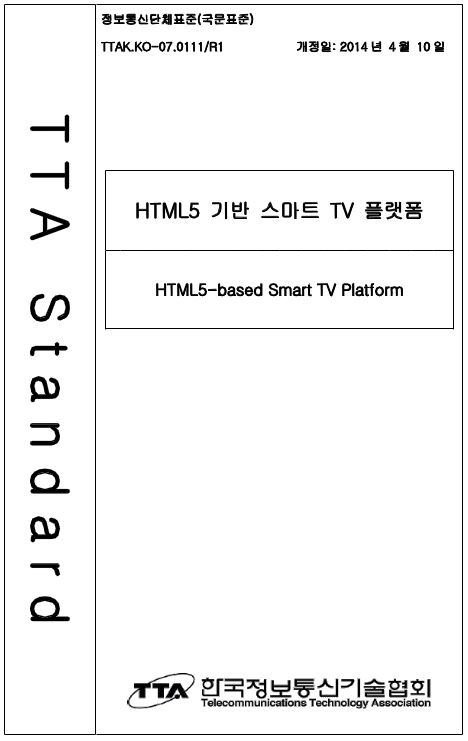 정보통신단체표준(국문표준)
TTAK.KO-07.0111/R1 개정일: 2014 년 4 월 10 일
TTA Standard
HTML5 기반 스마트 TV 플랫폼
HTML5-based Smart TV Platform
TTA 한국정보통신기술협회
Telecommunications Technology Association